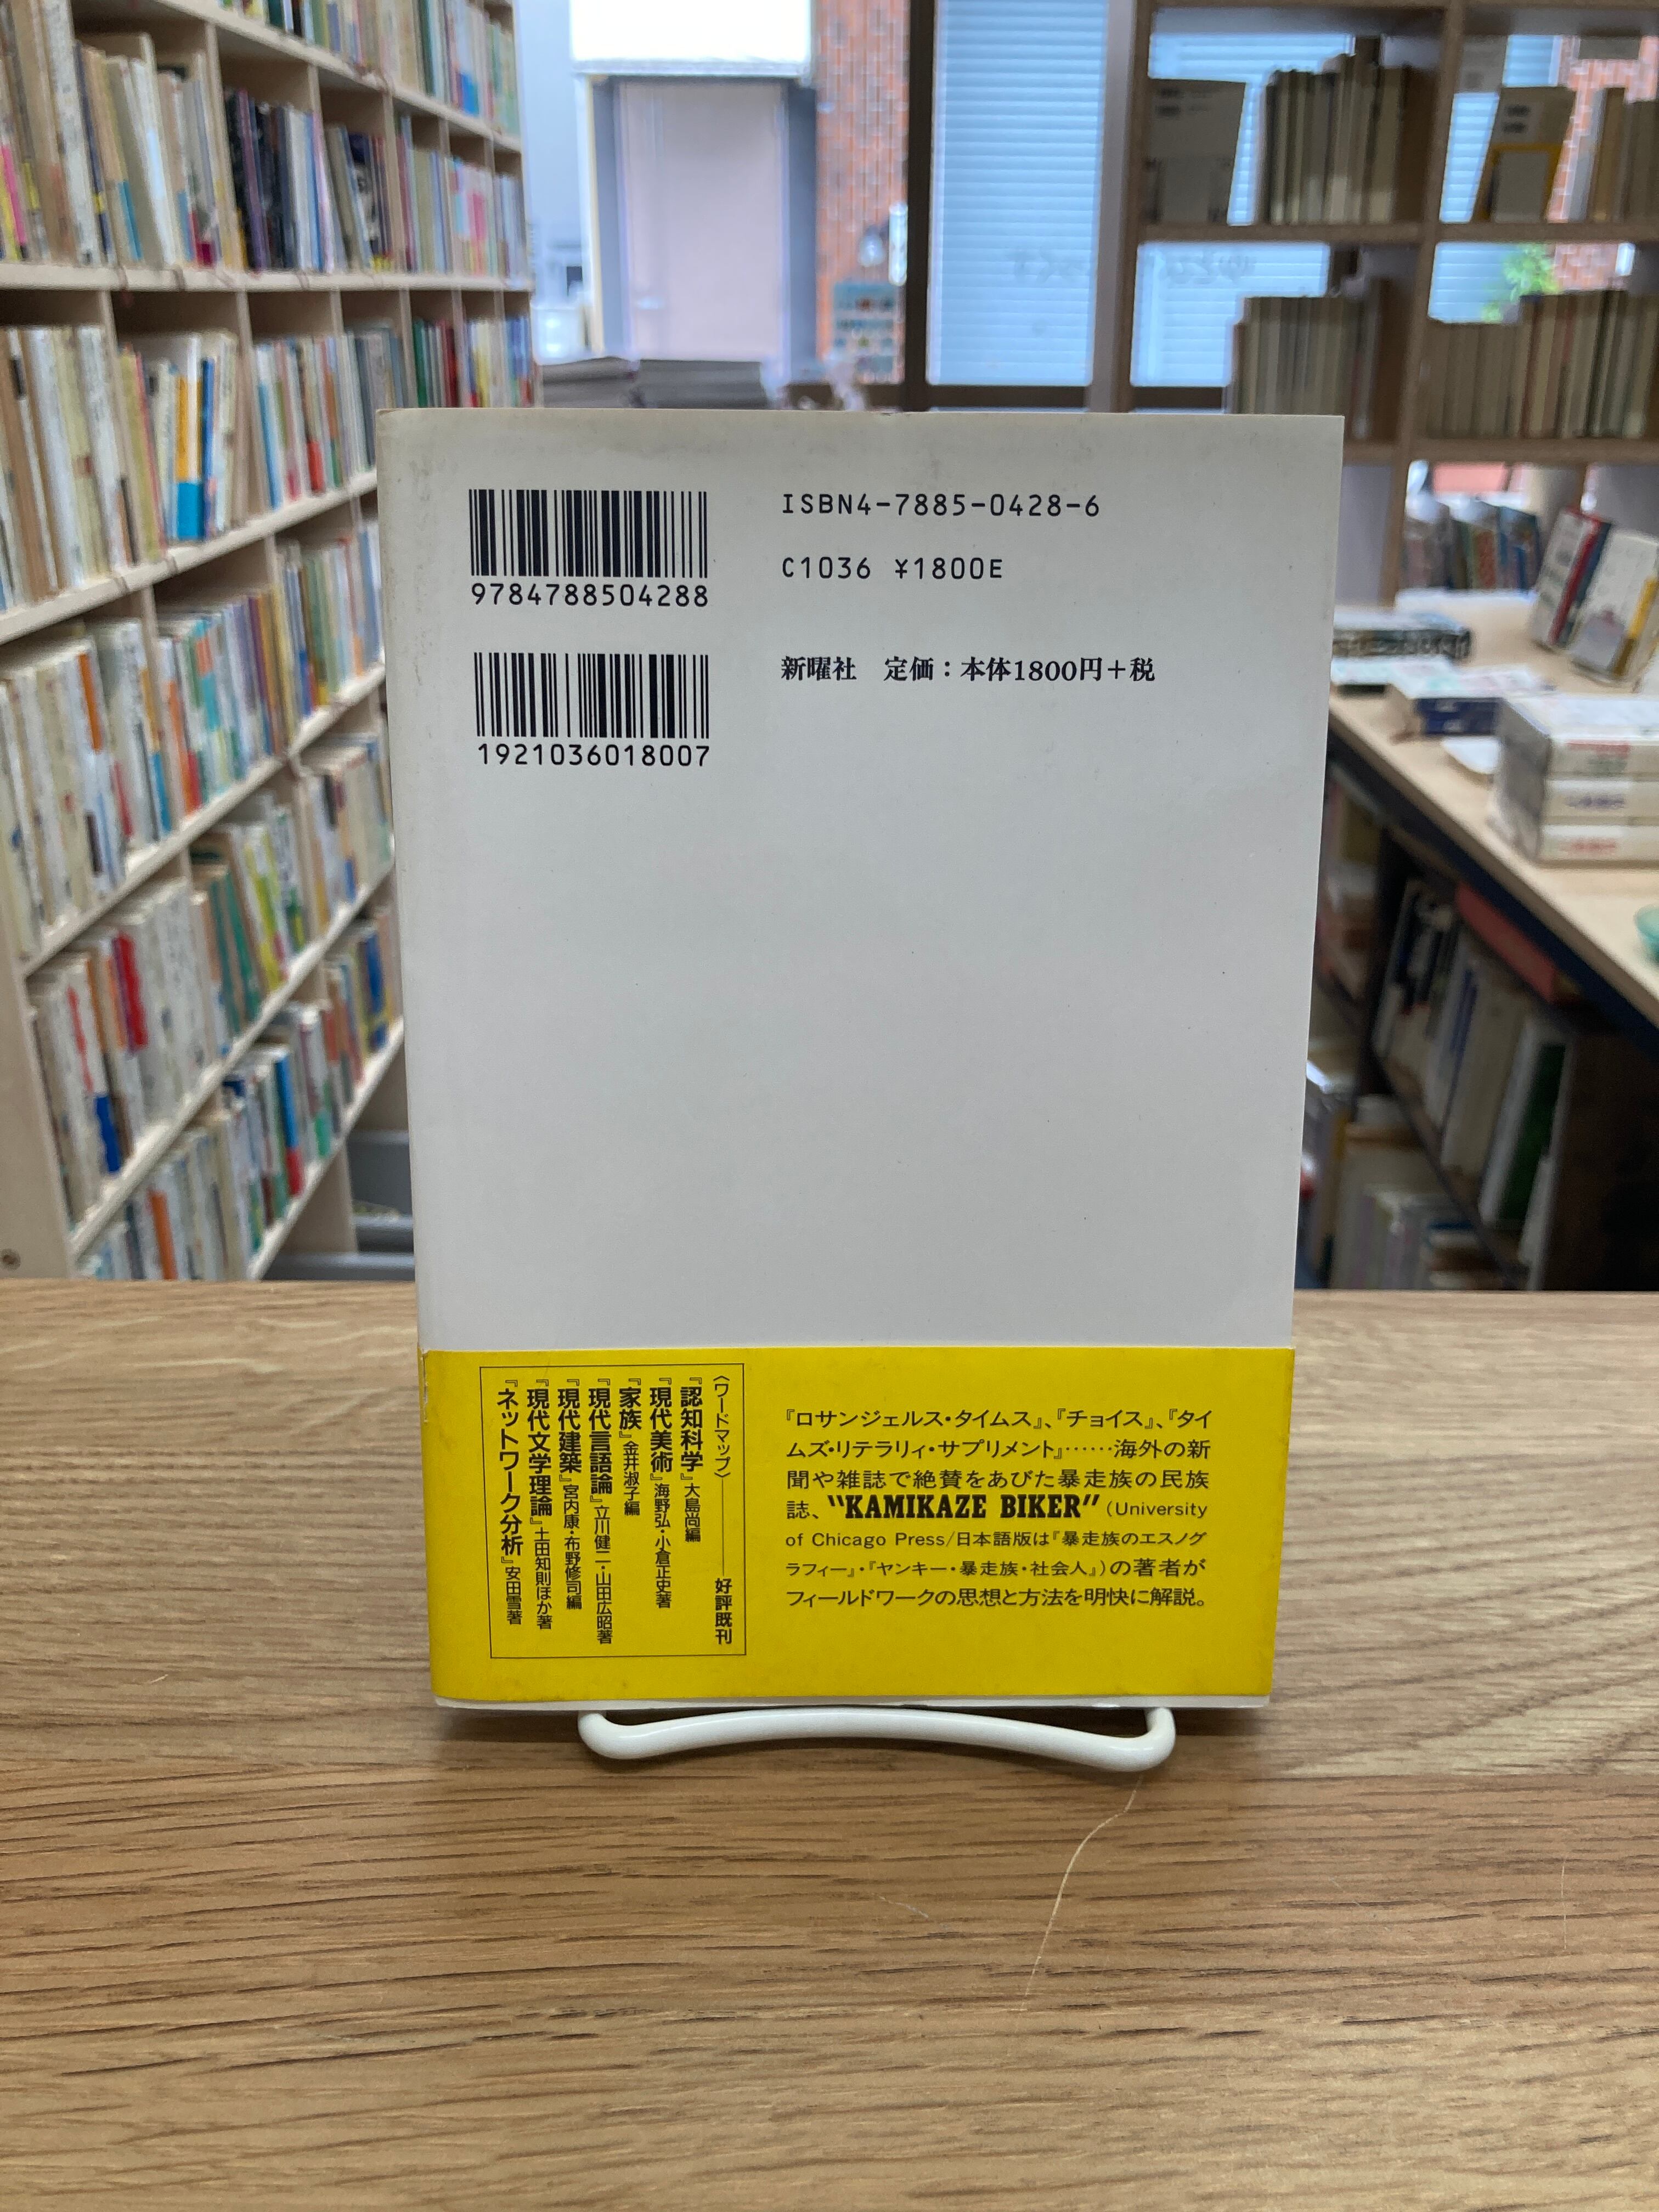 ISBN4-7885-0428-6
C1036 ¥1800E
9784788504288
新曜社 定価：本体1800円＋税
1921036018007
『ロサンジェルス・タイムス』、『チョイス』、『タイ
ムズ・リテラリィ・サプリメント』……海外の新
聞や雑誌で絶賛をあびた暴走族の民族
誌、"KAMIKAZE BIKER"（University
of Chicago Press/日本語版は『暴走族のエスノグ
ラフィー』・『ヤンキー・暴走族・社会人』）の著者が
フィールドワークの思想と方法を明快に解説。
〈ワードマップ〉――好評既刊
『認知科学』大島尚編
『現代美術』海野弘・小倉正史著
『家族』金井淑子編
『現代言語論』立川健二・山田広昭著
『現代建築』宮内康・布野修司編
『現代文学理論』土田知則ほか著
『ネットワーク分析』安田雪著